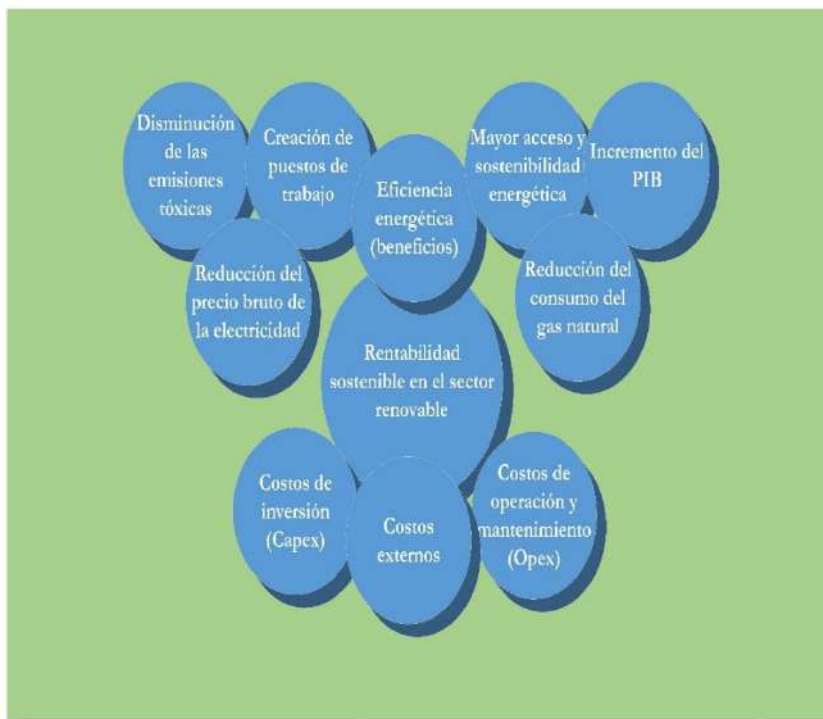 Disminución
de las
emisiones
tóxicas
Creación de
puestos de
trabajo
Eficiencia
energética
(beneficios)
Mayor acceso y
sostenibilidad
energética
Incremento del
PIB
Reducción del
precio bruto de
la electricidad
Reducción del
consumo del
gas natural
Rentabilidad
sostenible en el sector
renovable
Costos de
inversión
(Capex)
Costos
externos
Costos de
operación y
mantenimiento
(Opex)